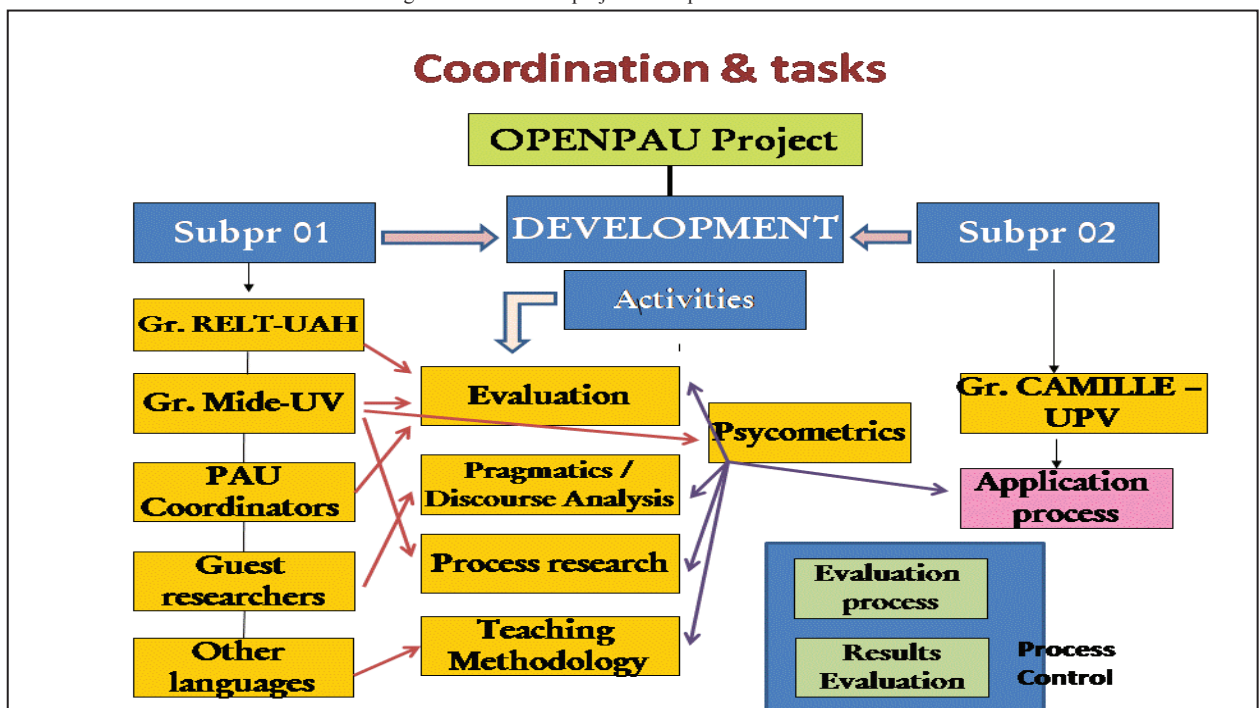 Coordination & tasks
OPENPAU Project
Subpr 01
DEVELOPMENT
Subpr 02
Activities
Gr. RELT-UAH
Gr. Mide-UV
PAU
Coordinators
Guest
researchers
Other
languages
Evaluation
Pragmatics /
Discourse Analysis
Process research
Teaching
Methodology
Psycometrics
Gr. CAMILLE –
UPV
Application
process
Evaluation
process
Results
Evaluation
Process
Control